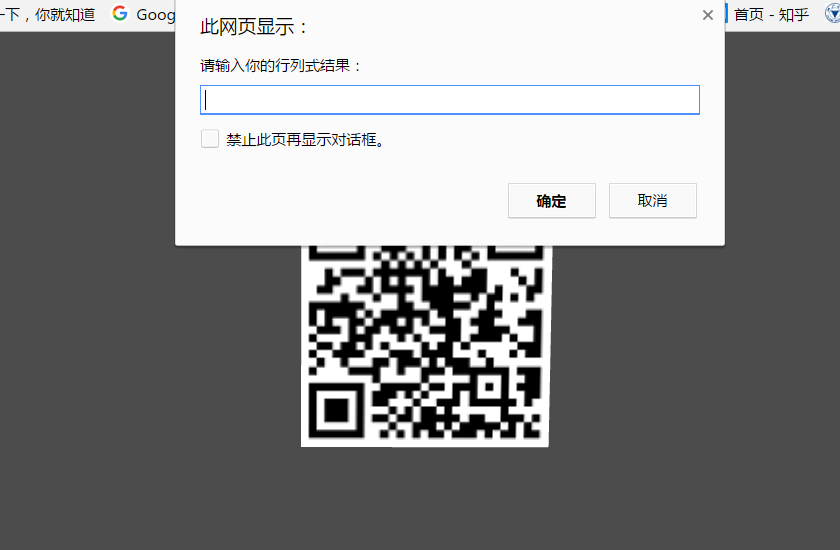 一下，你就知道
Goog
首页 - 知乎
此网页显示：
请输入你的行列式结果：
禁止此页再显示对话框。
确定
取消